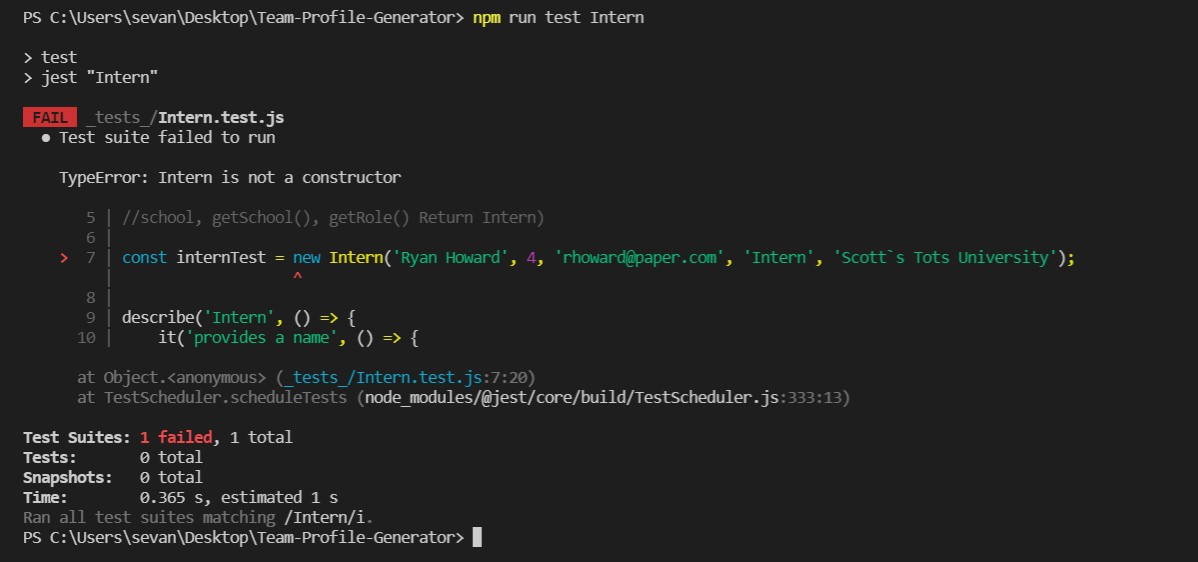 PS C:\Users\sevan\Desktop\Team-Profile-Generator> npm run test Intern
> test
> jest "Intern"
FAIL _tests_/Intern.test.js
● Test suite failed to run
TypeError: Intern is not a constructor
5 | //school, getSchool(), getRole() Return Intern)
6 |
> 7 | const internTest = new Intern('Ryan Howard', 4, 'rhoward@paper.com', 'Intern', 'Scott`s Tots University');
| ^
8 |
9 | describe('Intern', () => {
10 | it('provides a name', () => {
at Object.<anonymous> (_tests_/Intern.test.js:7:20)
at TestScheduler.scheduleTests (node_modules/@jest/core/build/TestScheduler.js:333:13)
Test Suites: 1 failed, 1 total
Tests: 0 total
Snapshots: 0 total
Time: 0.365 s, estimated 1 s
Ran all test suites matching /Intern/i.
PS C:\Users\sevan\Desktop\Team-Profile-Generator>